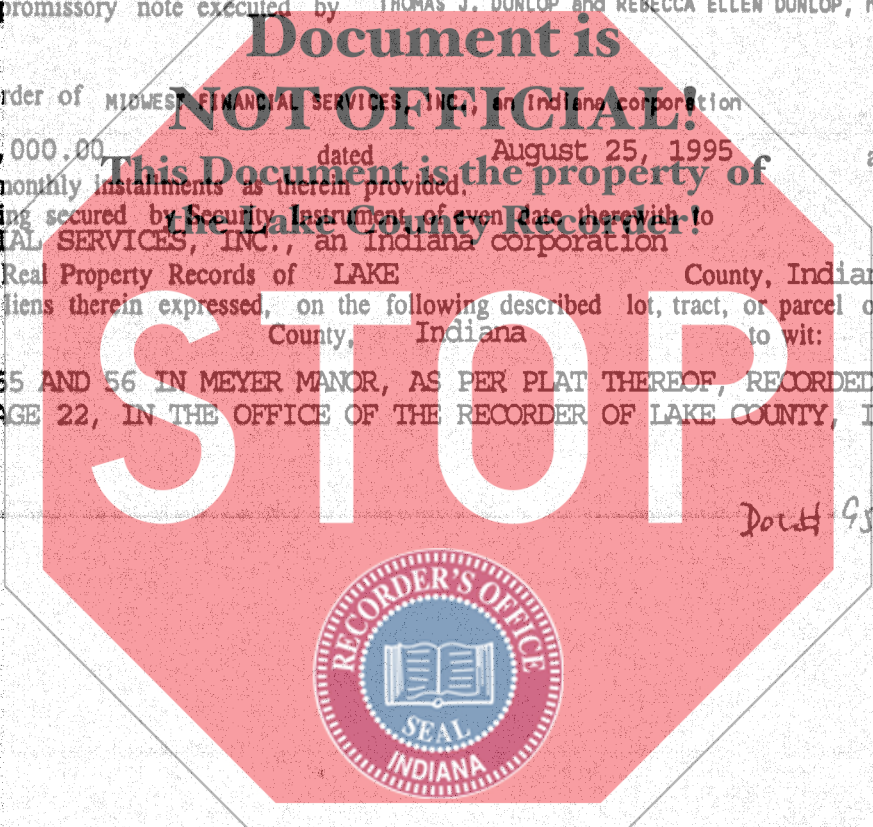 promissory note executed by THOMAS J. DUNLOP and REBECCA ELLEN DUNLOP,
Document is
rder of MIDWEST FINANCIAL SERVICES, INC., an Indiana corporation
NOT OFFICIAL!
,000.00 dated August 25, 1995 a
This Document is the property of
monthly installments as therein provided.
ng secured by Security Instrument of even date therewith to
the Lake County Recorder!
AL SERVICES, INC., an Indiana corporation
Real Property Records of LAKE County, Indian
liens therein expressed, on the following described lot, tract, or parcel o
County, Indiana to wit:
STOP
55 AND 56 IN MEYER MANOR, AS PER PLAT THEREOF, RECORDED
GE 22, IN THE OFFICE OF THE RECORDER OF LAKE COUNTY, I
RECORDER'S OFFICE
SEAL
INDIANA